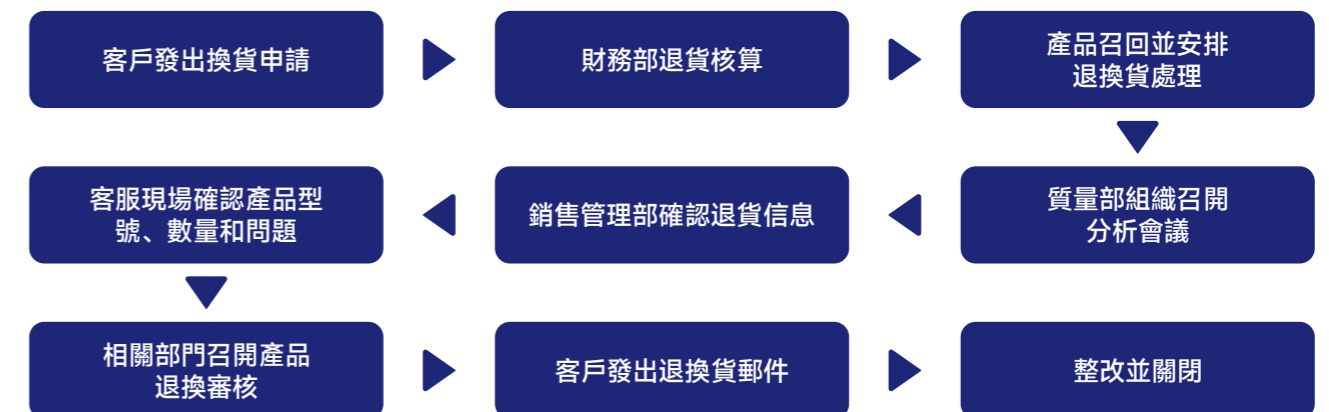 客戶發出換貨申請
財務部退貨核算
產品召回並安排
退換貨處理
質量部組織召開
分析會議
銷售管理部確認退貨信息
客服現場確認產品型
號、數量和問題
相關部門召開產品
退換審核
客戶發出退換貨郵件
整改並關閉